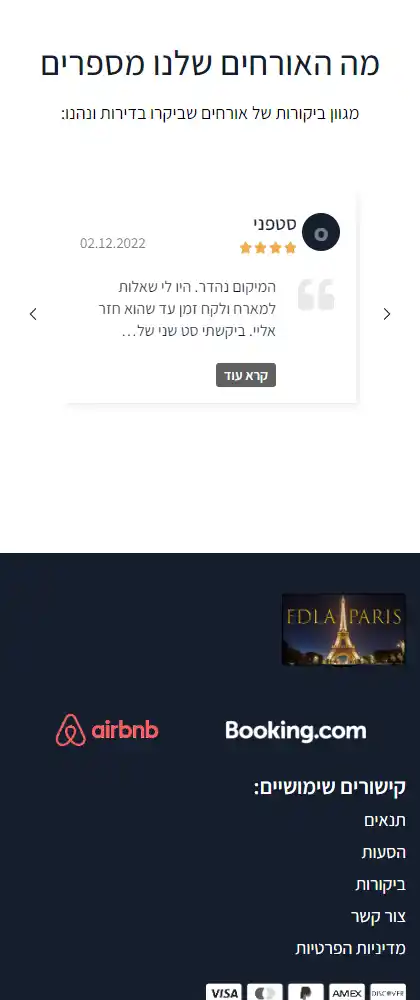 מה האורחים שלנו מספרים
מגוון ביקורות של אורחים שביקרו בדירות ונהנו:
ס
סטפני
02.12.2022
המיקום נהדר. היו לי שאלות
למארח ולקח זמן עד שהוא חזר
אליי. ביקשתי סט שני של...
קרא עוד
EDLA PARIS
Booking.com
airbnb
קישורים שימושיים:
תנאים
הסעות
ביקורות
צור קשר
מדיניות הפרטיות
VISA
AMEX
DISCOVER